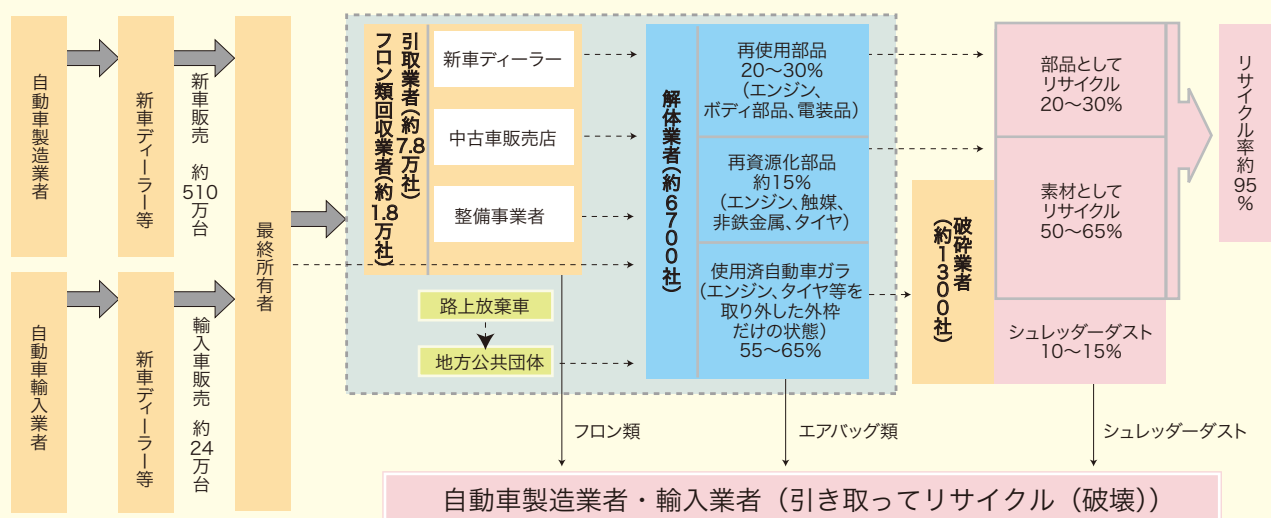 自動車製造業者
新車ディーラー等
新車販売 約510万台
自動車輸入業者
新車ディーラー等
輸入車販売 約24万台
最終所有者
引取業者(約7.8万社)
フロン類回収業者(約1.8万社)
新車ディーラー
中古車販売店
整備事業者
路上放棄車
地方公共団体
解体業者(約6700社)
再使用部品
20〜30%
(エンジン、
ボディ部品、電装品)
再資源化部品
約15%
(エンジン、触媒、
非鉄金属、タイヤ)
使用済自動車ガラ
(エンジン、タイヤ等を
取り外した外枠
だけの状態)
55〜65%
破砕業者
(約1300社)
部品として
リサイクル
20〜30%
素材として
リサイクル
50〜65%
シュレッダーダスト
10〜15%
リサイクル率約95%
フロン類
エアバッグ類
シュレッダーダスト
自動車製造業者・輸入業者(引き取ってリサイクル(破壊))